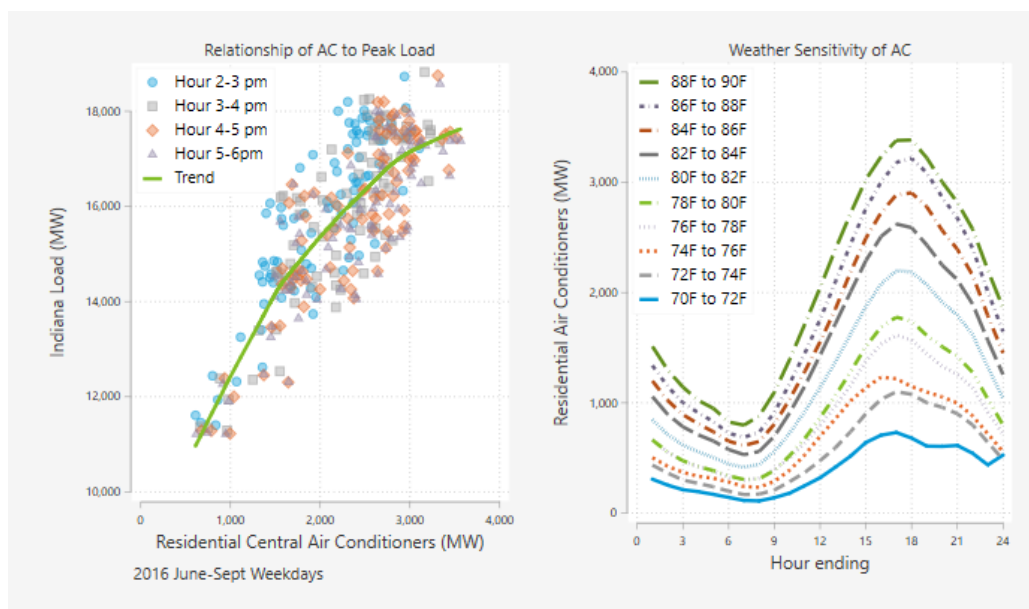 Relationship of AC to Peak Load
Hour 2-3 pm
Hour 3-4 pm
Hour 4-5 pm
Hour 5-6pm
Trend
18,000
16,000
14,000
12,000
10,000
Indiana Load (MW)
0 1,000 2,000 3,000 4,000
Residential Central Air Conditioners (MW)
2016 June-Sept Weekdays
Weather Sensitivity of AC
88F to 90F
86F to 88F
84F to 86F
82F to 84F
80F to 82F
78F to 80F
76F to 78F
74F to 76F
72F to 74F
70F to 72F
4,000
3,000
2,000
1,000
0
Residential Air Conditioners (MW)
0 3 6 9 12 15 18 21 24
Hour ending